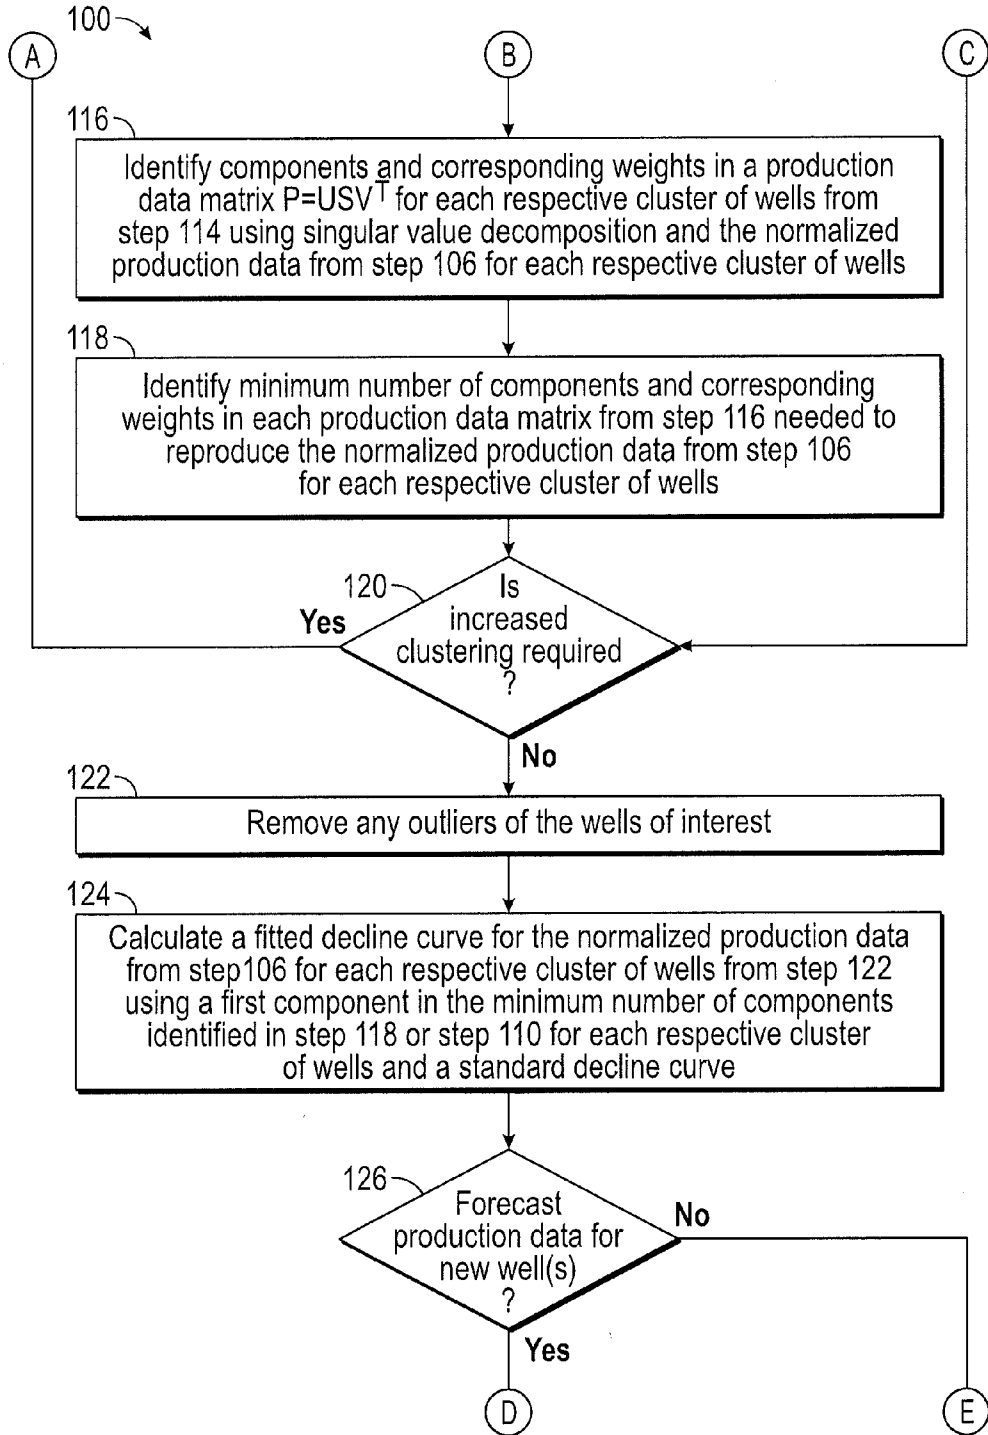 100
A
B
C
116
Identify components and corresponding weights in a production
data matrix P=USV^T for each respective cluster of wells from
step 114 using singular value decomposition and the normalized
production data from step 106 for each respective cluster of wells
118
Identify minimum number of components and corresponding
weights in each production data matrix from step 116 needed to
reproduce the normalized production data from step 106
for each respective cluster of wells
120
Is
increased
clustering required
?
Yes
No
122
Remove any outliers of the wells of interest
124
Calculate a fitted decline curve for the normalized production data
from step106 for each respective cluster of wells from step 122
using a first component in the minimum number of components
identified in step 118 or step 110 for each respective cluster
of wells and a standard decline curve
126
Forecast
production data for
new well(s)
?
No
Yes
D
E